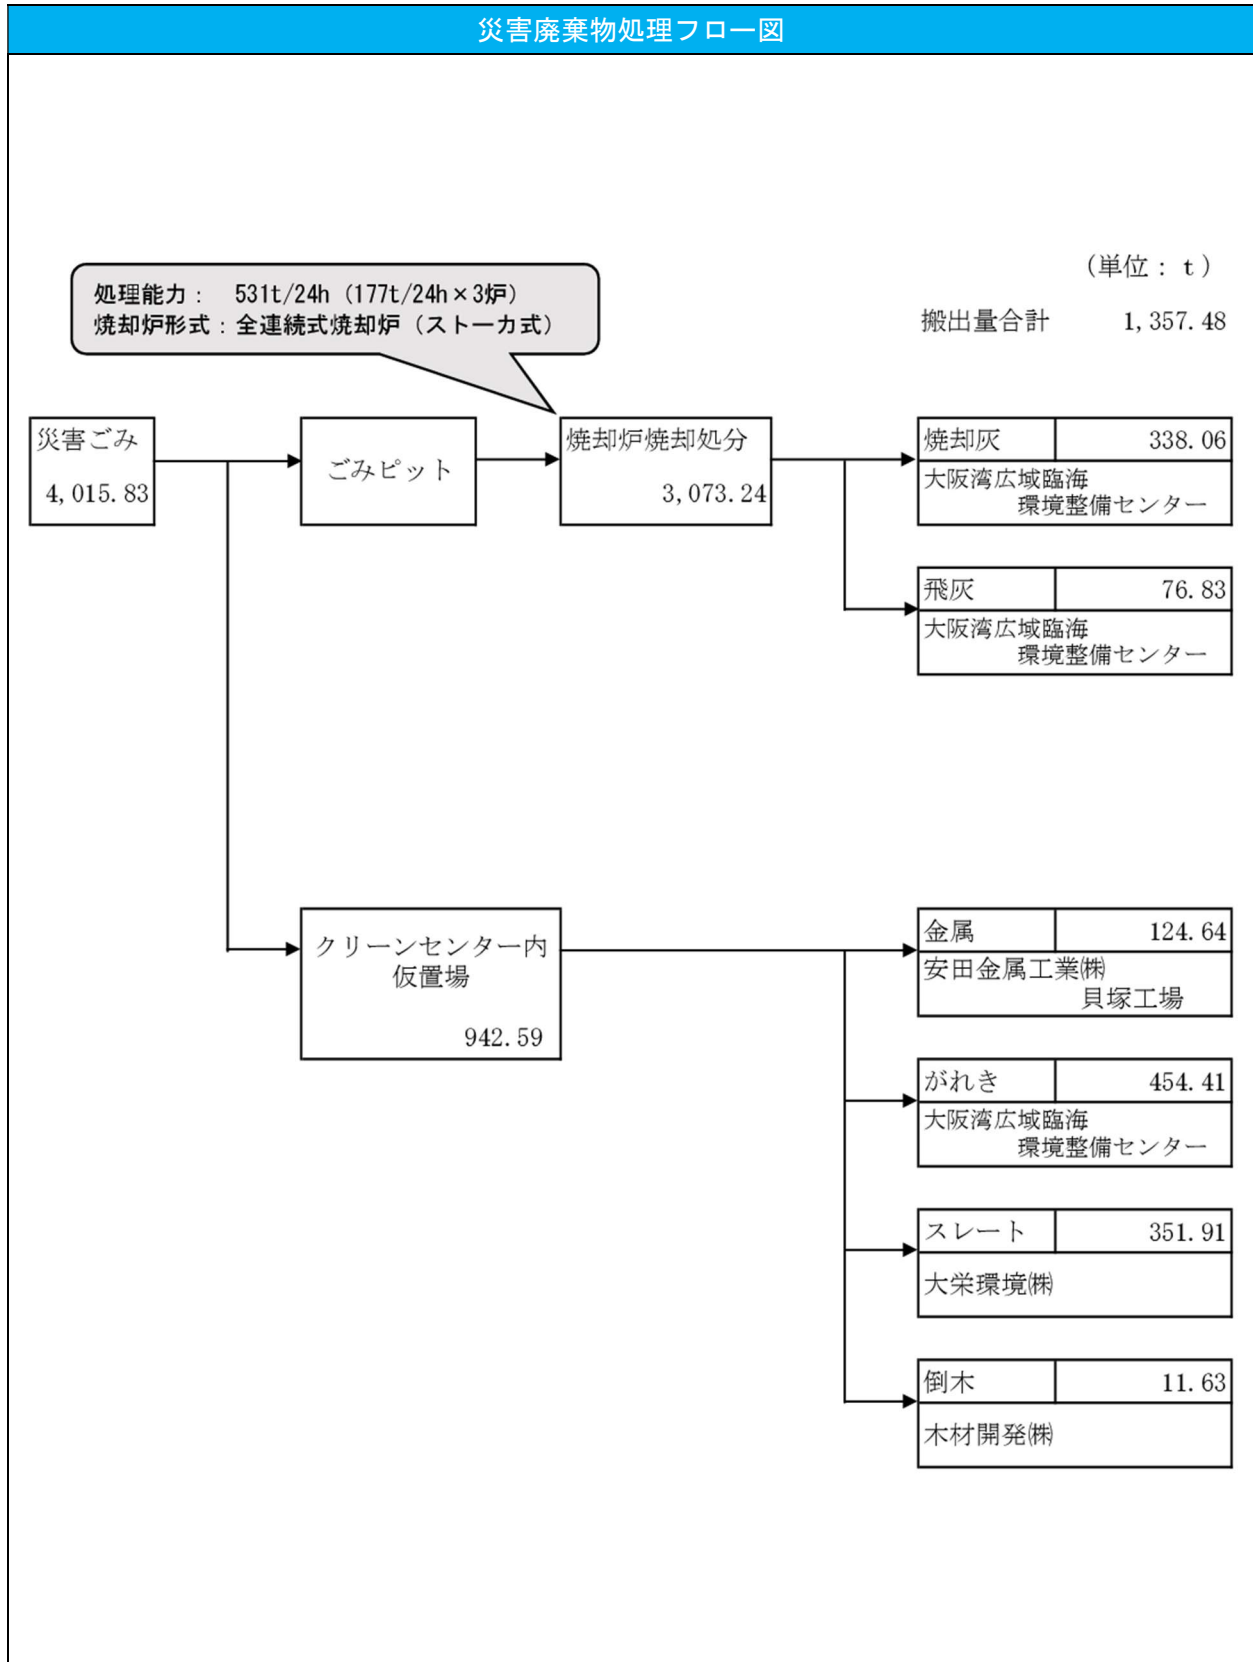 災害廃棄物処理フロー図
（単位：ｔ）
処理能力：　531t/24h（177t/24h×3炉）
焼却炉形式：全連続式焼却炉（ストーカ式）
搬出量合計　1,357.48
災害ごみ
4,015.83
ごみピット
焼却炉焼却処分
3,073.24
焼却灰　338.06
大阪湾広域臨海
環境整備センター
飛灰　76.83
大阪湾広域臨海
環境整備センター
クリーンセンター内
仮置場
942.59
金属　124.64
安田金属工業㈱
貝塚工場
がれき　454.41
大阪湾広域臨海
環境整備センター
スレート　351.91
大栄環境㈱
倒木　11.63
木材開発㈱